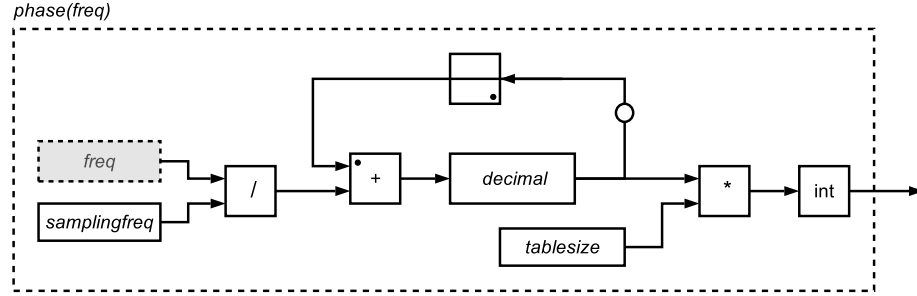 phase(freq)
freq
samplingfreq
/
+
decimal
tablesize
*
int